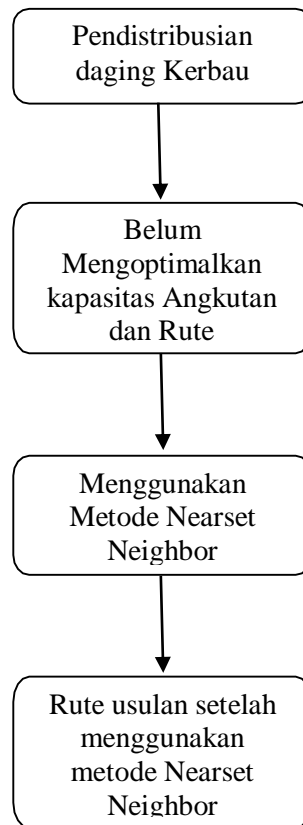 Pendistribusian
daging Kerbau
Belum
Mengoptimalkan
kapasitas Angkutan
dan Rute
Menggunakan
Metode Nearset
Neighbor
Rute usulan setelah
menggunakan
metode Nearset
Neighbor